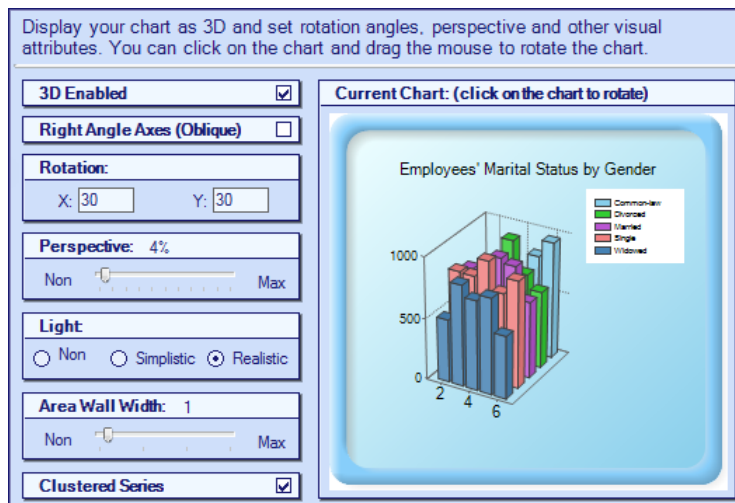 Display your chart as 3D and set rotation angles, perspective and other visual
attributes. You can click on the chart and drag the mouse to rotate the chart.
3D Enabled
Right Angle Axes (Oblique)
Rotation:
X: 30 Y: 30
Perspective: 4%
Non Max
Light:
Non Simplistic Realistic
Area Wall Width: 1
Non Max
Clustered Series
Current Chart: (click on the chart to rotate)
Employees' Marital Status by Gender
Common-law
Divorced
Married
Single
Widowed
1000
500
0
2 4 6